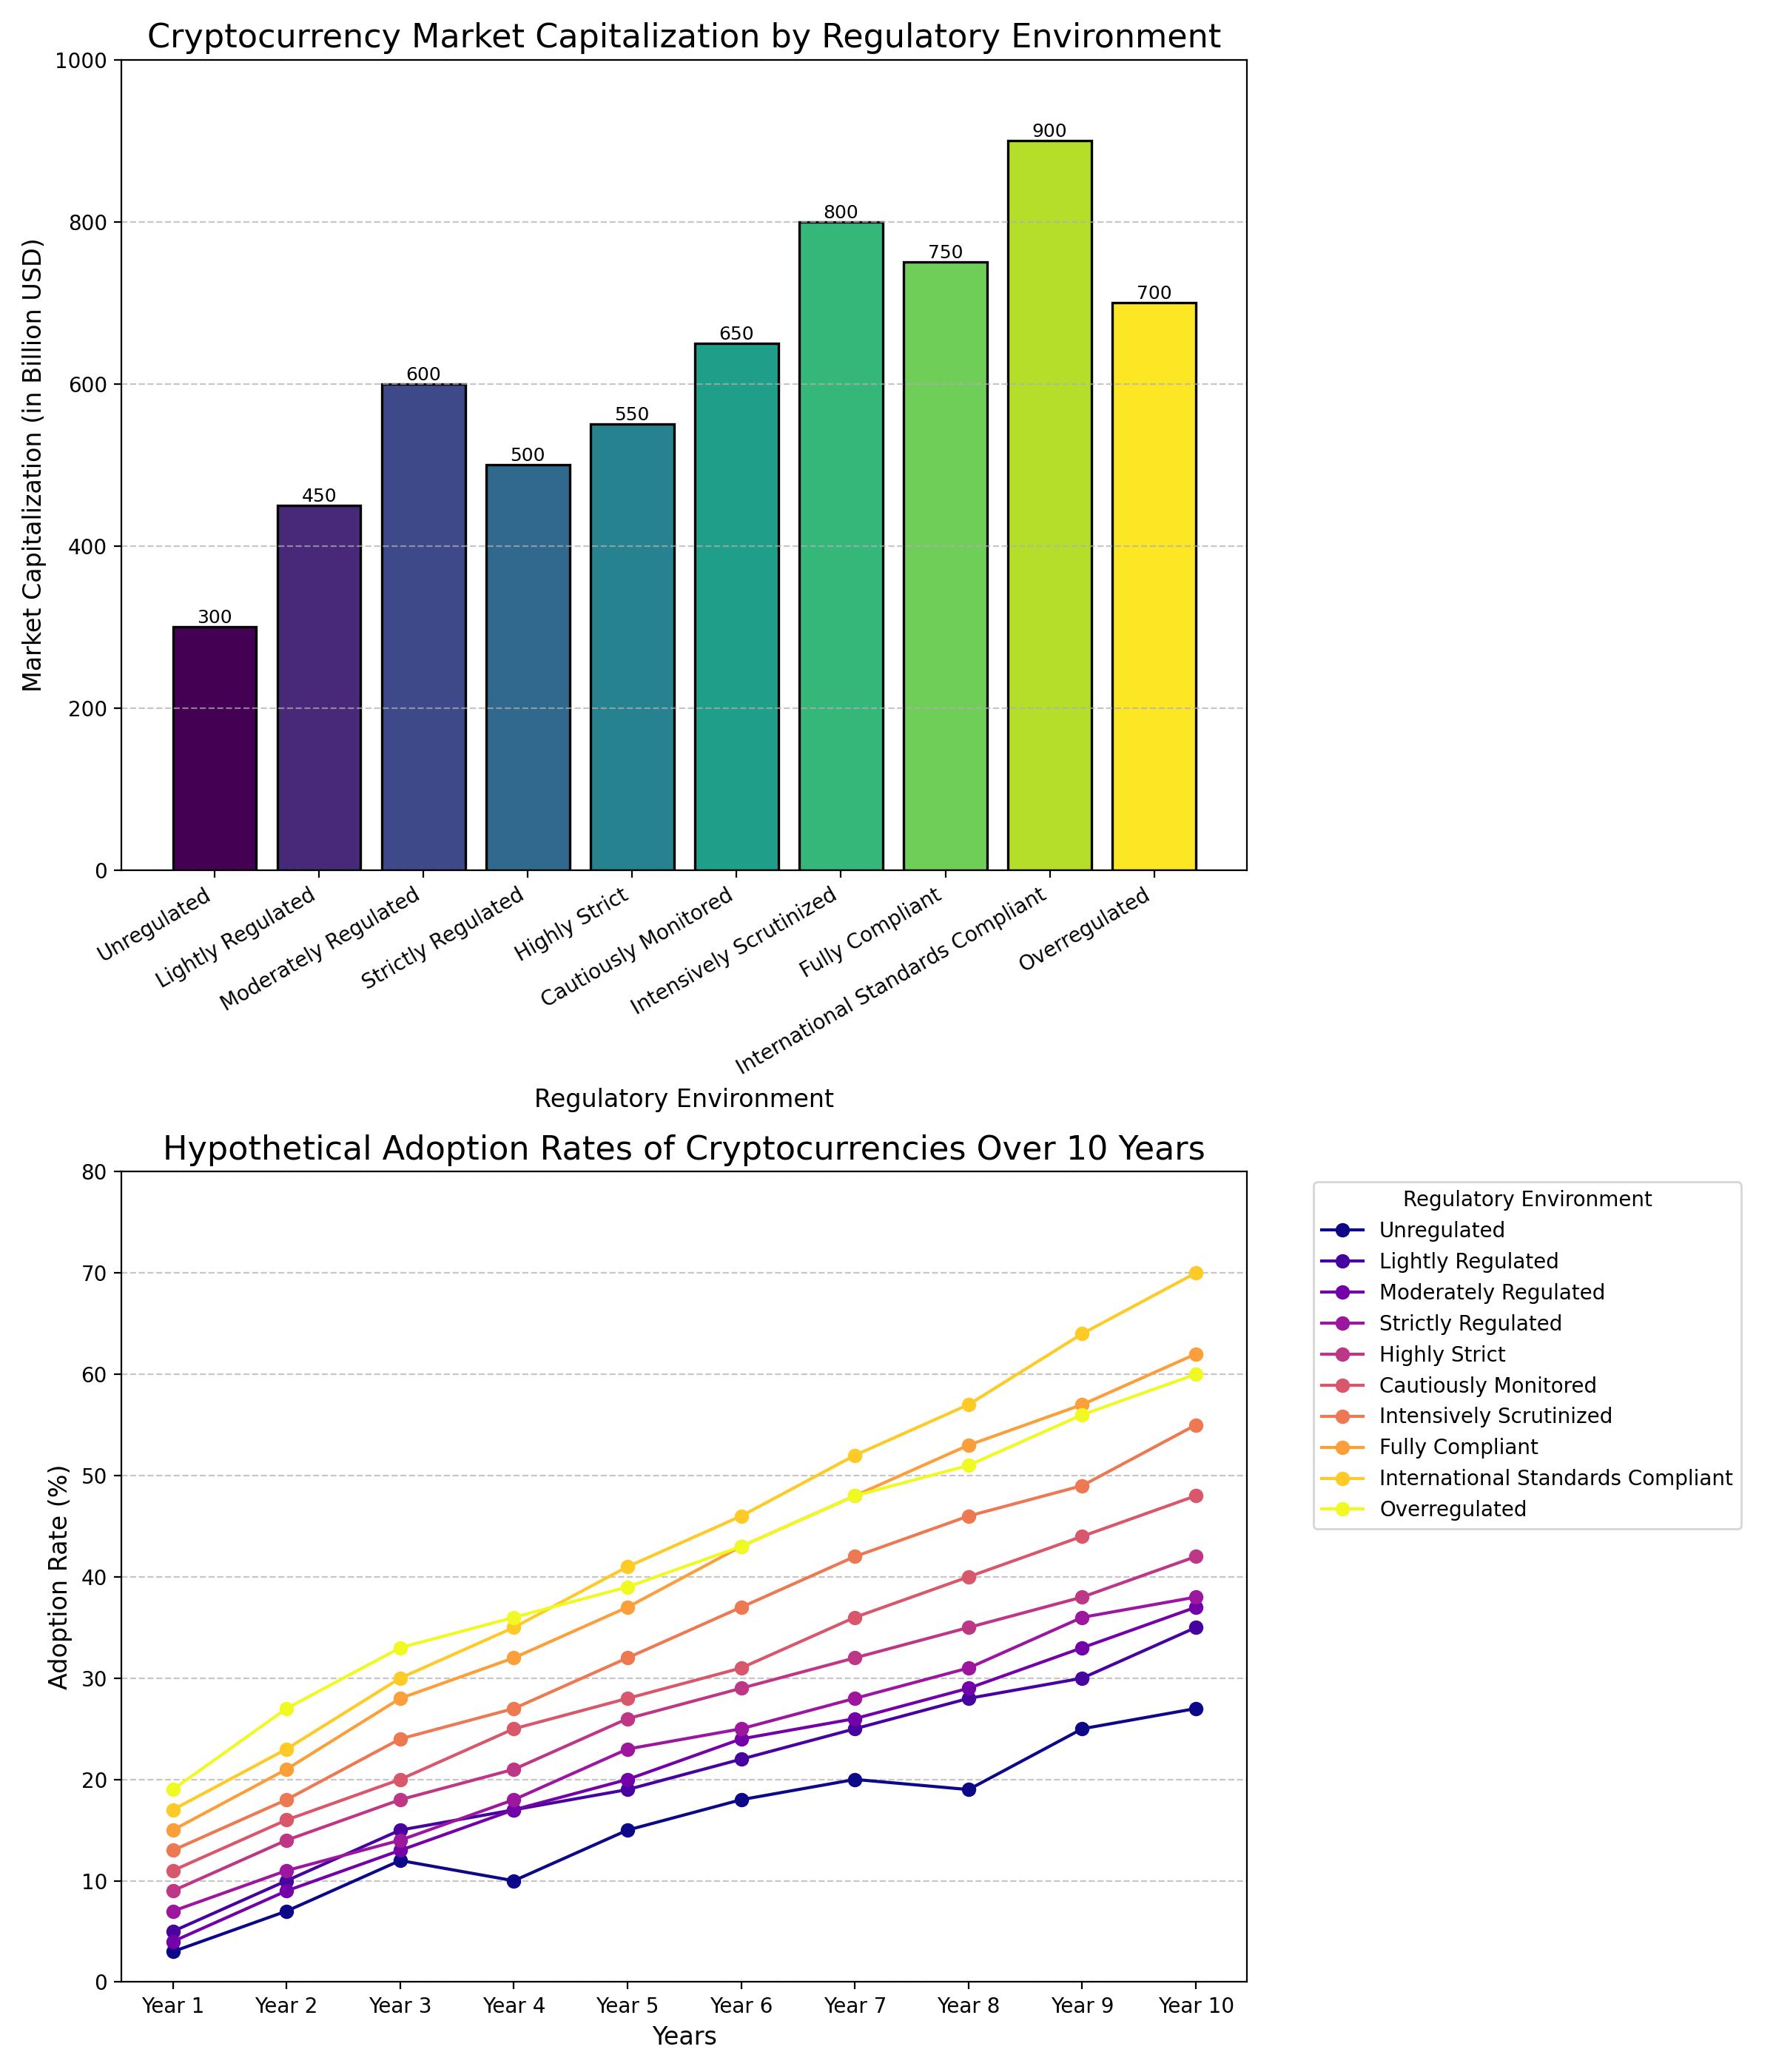 Cryptocurrency Market Capitalization by Regulatory Environment
Market Capitalization (in Billion USD)
1000
800
600
400
200
0
300
450
600
500
550
650
800
750
900
700
Unregulated
Lightly Regulated
Moderately Regulated
Strictly Regulated
Highly Strict
Cautiously Monitored
Intensively Scrutinized
Fully Compliant
International Standards Compliant
Overregulated
Regulatory Environment
Hypothetical Adoption Rates of Cryptocurrencies Over 10 Years
Adoption Rate (%)
80
70
60
50
40
30
20
10
0
Year 1
Year 2
Year 3
Year 4
Year 5
Year 6
Year 7
Year 8
Year 9
Year 10
Years
Regulatory Environment
Unregulated
Lightly Regulated
Moderately Regulated
Strictly Regulated
Highly Strict
Cautiously Monitored
Intensively Scrutinized
Fully Compliant
International Standards Compliant
Overregulated